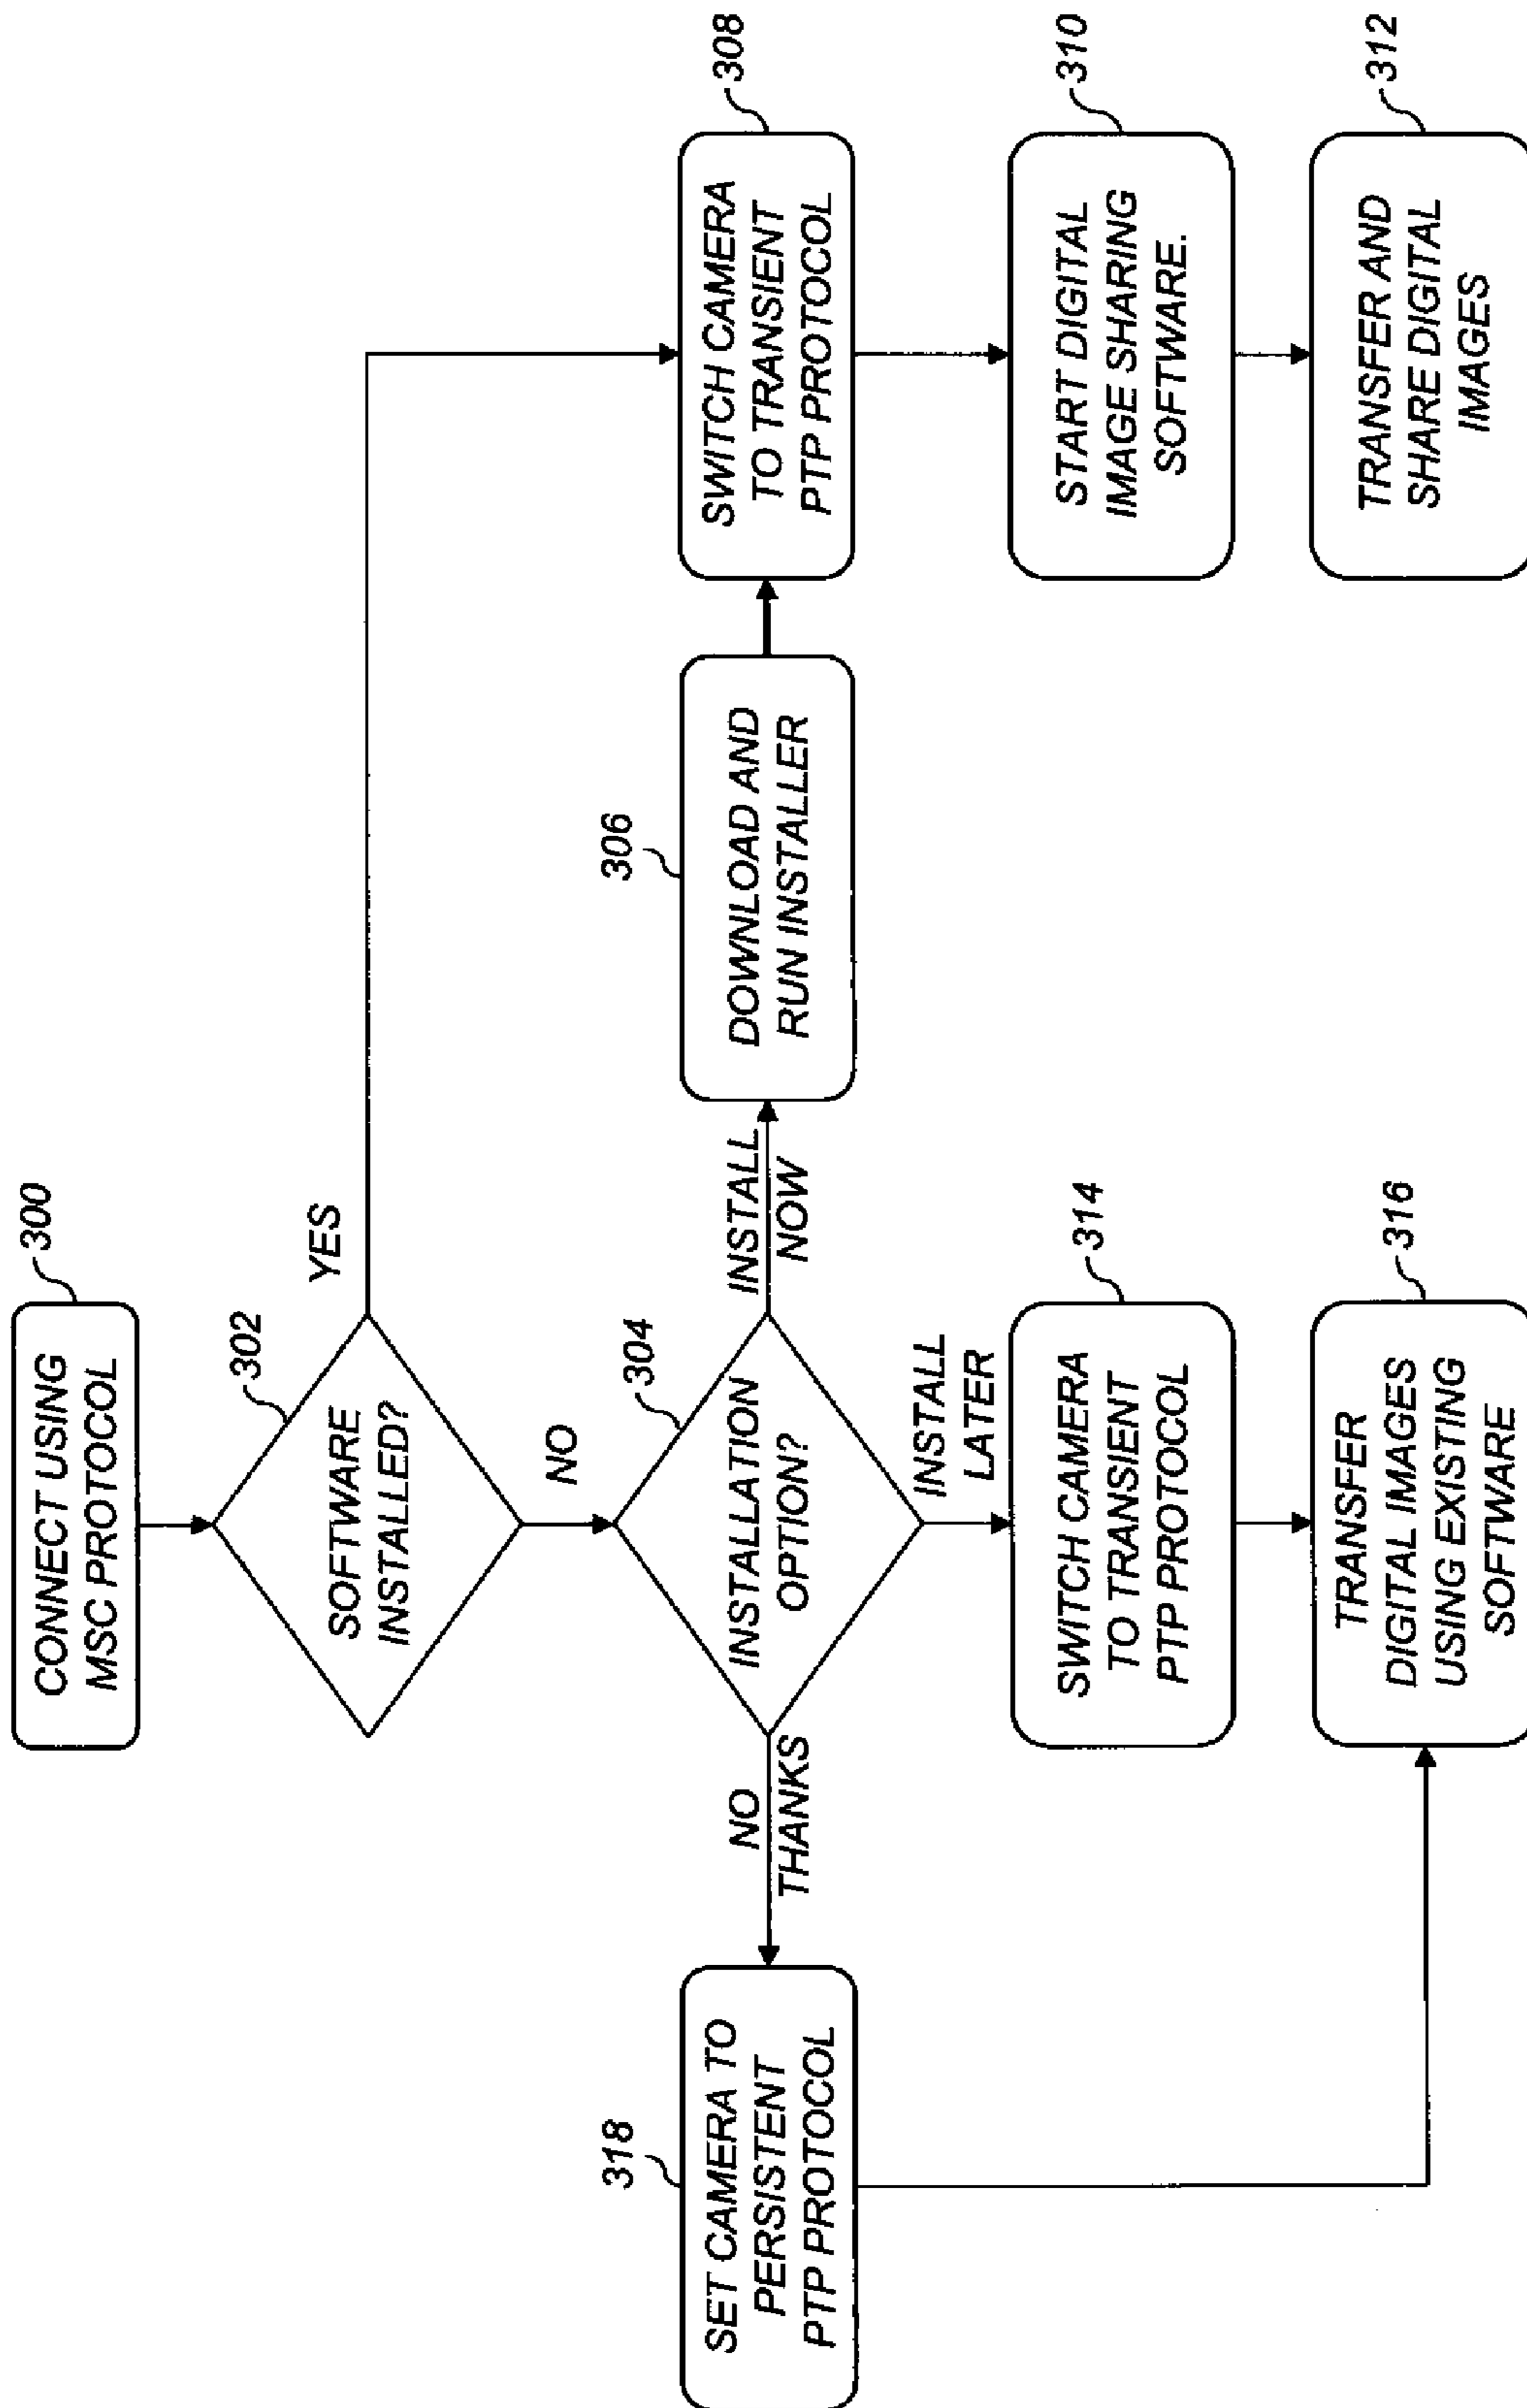 CONNECT USING
MSC PROTOCOL
300
SOFTWARE
INSTALLED?
302
YES
NO
INSTALLATION
OPTION?
304
NO
THANKS
INSTALL
NOW
INSTALL
LATER
SET CAMERA TO
PERSISTENT
PTP PROTOCOL
318
DOWNLOAD AND
RUN INSTALLER
306
SWITCH CAMERA
TO TRANSIENT
PTP PROTOCOL
308
SWITCH CAMERA
TO TRANSIENT
PTP PROTOCOL
314
START DIGITAL
IMAGE SHARING
SOFTWARE.
310
TRANSFER
DIGITAL IMAGES
USING EXISTING
SOFTWARE
316
TRANSFER AND
SHARE DIGITAL
IMAGES
312